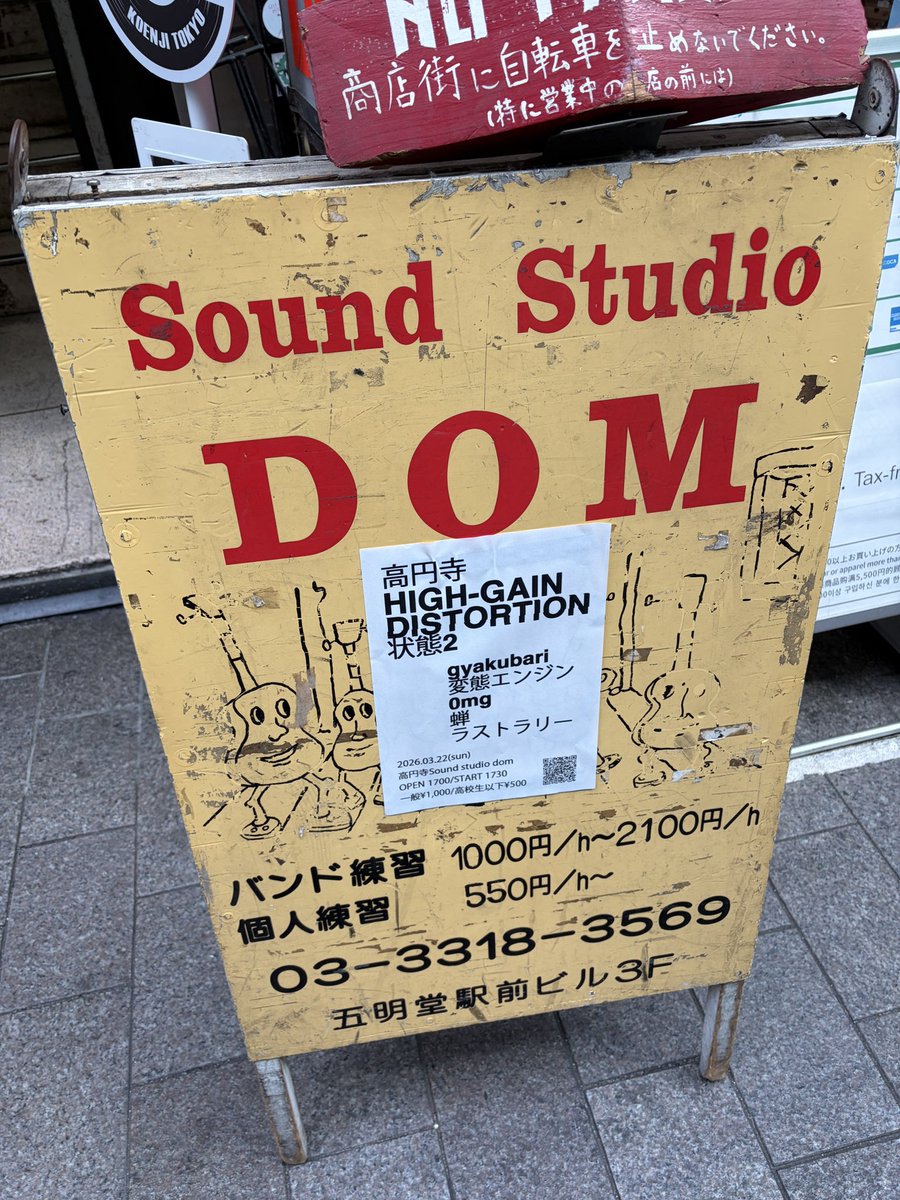 KOENJI TOKYO
商店街に自転車を止めないでください。
(特に営業中の 店の前には)
Sound Studio
DOM
高円寺
HIGH-GAIN
DISTORTION
状態2
gyakubari
変態エンジン
0mg
蝉
ラストラリー
2026.03.22(sun)
高円寺Sound studio dom
OPEN 1700/START 1730
一般¥1,000/高校生以下¥500
バンド練習 1000円/h〜2100円/h
個人練習 550円/h〜
03-3318-3569
五明堂駅前ビル3F
Tax-fr